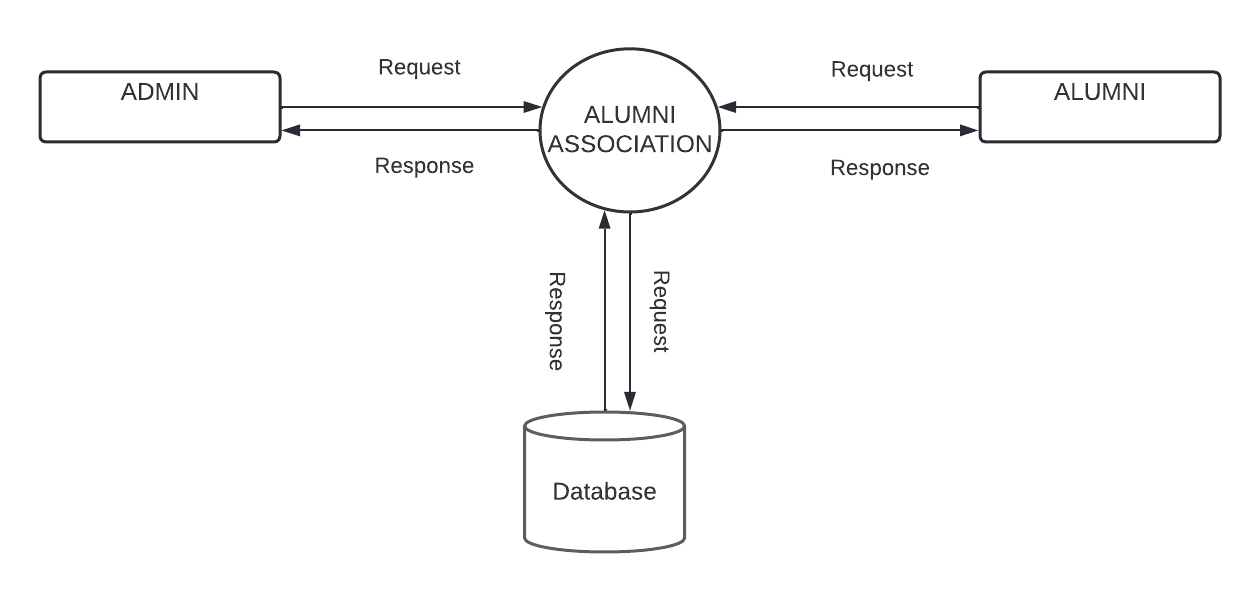 Request
Request
ADMIN
ALUMNI
ALUMNI
ASSOCIATION
Response
Response
Response
Request
Database